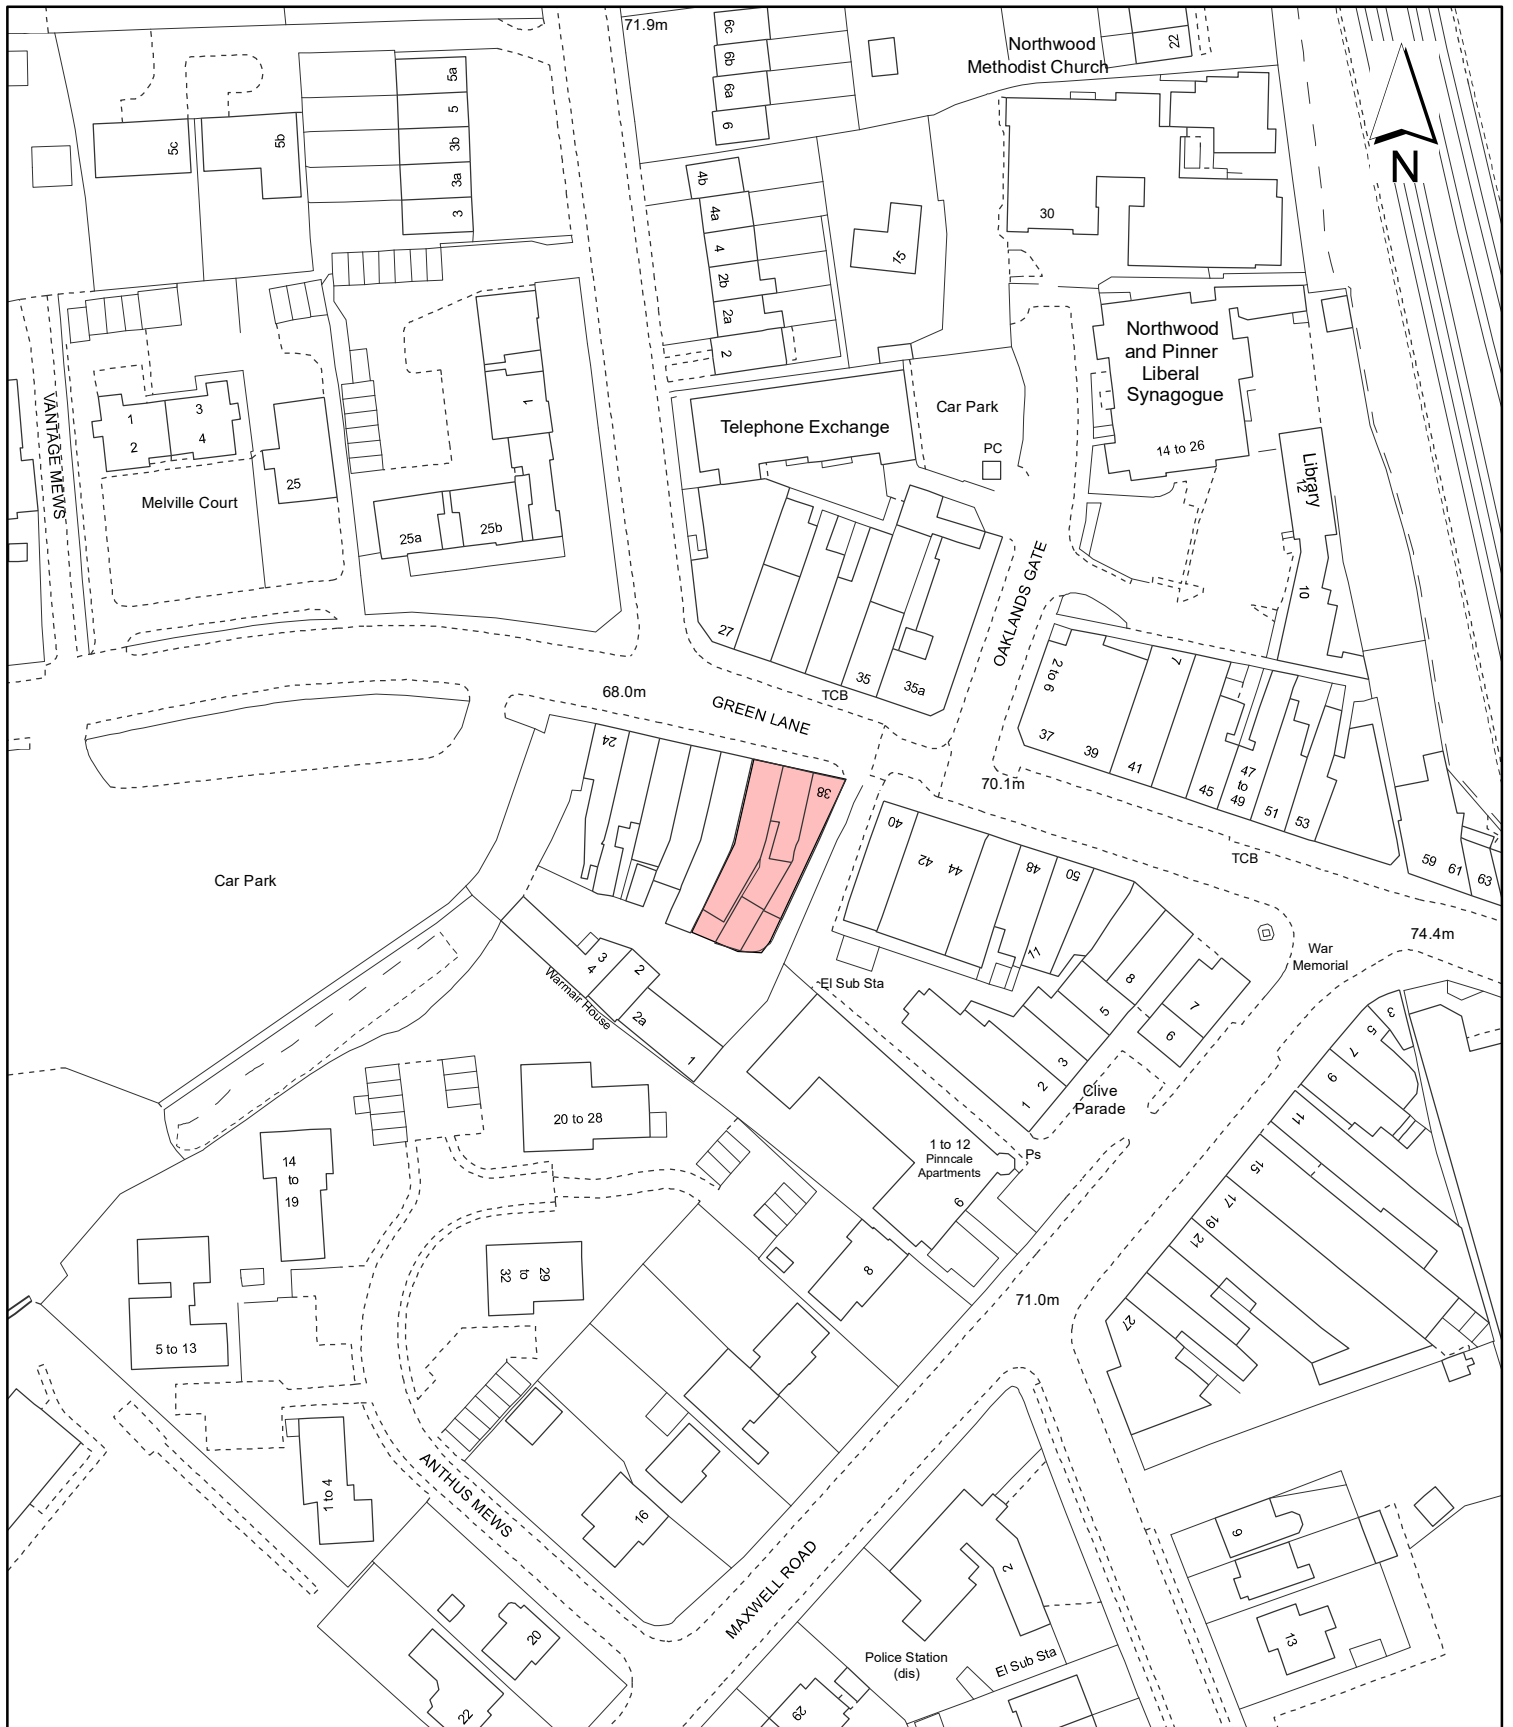 71.9m
6c
6b
6a
6
22
Northwood
Methodist Church
N
5a
5
3b
3a
3
5c
5b
4b
4a
4
2b
2a
2
15
30
Northwood
and Pinner
Liberal
Synagogue
14 to 26
VANTAGE MEWS
1
2
3
4
25
Melville Court
1
25a
25b
Telephone Exchange
Car Park
PC
Library
12
10
27
35
35a
TCB
OAKLANDS GATE
2 to 6
7
37
39
41
45
47
to
49
51
53
59
61
63
68.0m
GREEN LANE
24
38
70.1m
TCB
40
42
44
48
50
11
8
5
7
6
3
2
1
74.4m
War
Memorial
Car Park
El Sub Sta
3
4
2
2a
1
Warmair House
Clive
Parade
1 to 12
Pinncale
Apartments
Ps
9
3
5
7
9
11
15
17
19
21
27
20 to 28
14
to
19
32
to
29
8
71.0m
5 to 13
1 to 4
ANTHUS MEWS
16
MAXWELL ROAD
20
22
2
Police Station
(dis)
El Sub Sta
29
9
13